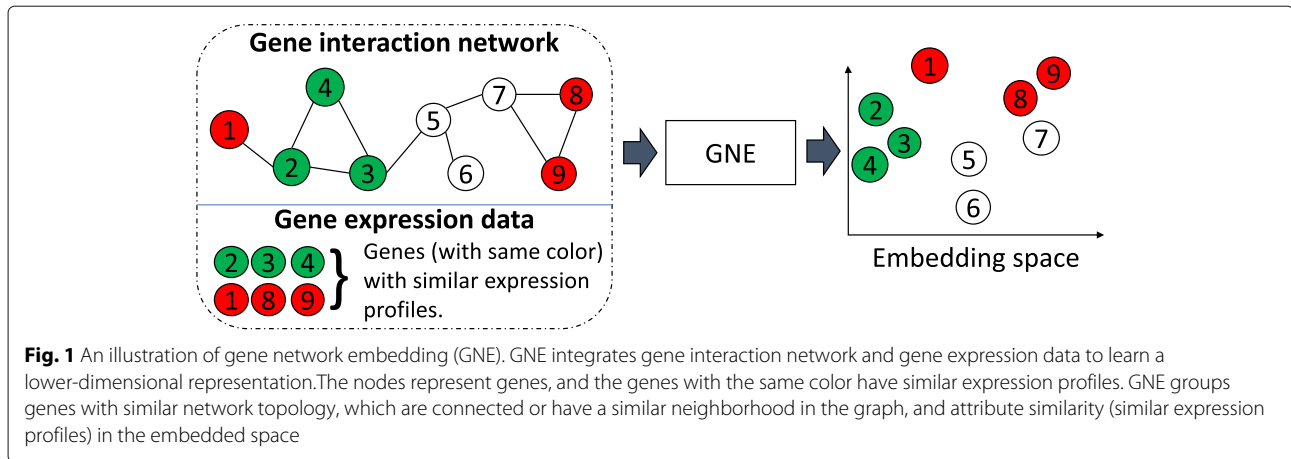 Gene interaction network
4
1
2
3
5
7
8
6
9
Gene expression data
2 3 4
1 8 9
} Genes (with same color)
with similar expression
profiles.
GNE
1
9
8
2
7
3
4
5
6
Embedding space
Fig. 1 An illustration of gene network embedding (GNE). GNE integrates gene interaction network and gene expression data to learn a
lower-dimensional representation.The nodes represent genes, and the genes with the same color have similar expression profiles. GNE groups
genes with similar network topology, which are connected or have a similar neighborhood in the graph, and attribute similarity (similar expression
profiles) in the embedded space